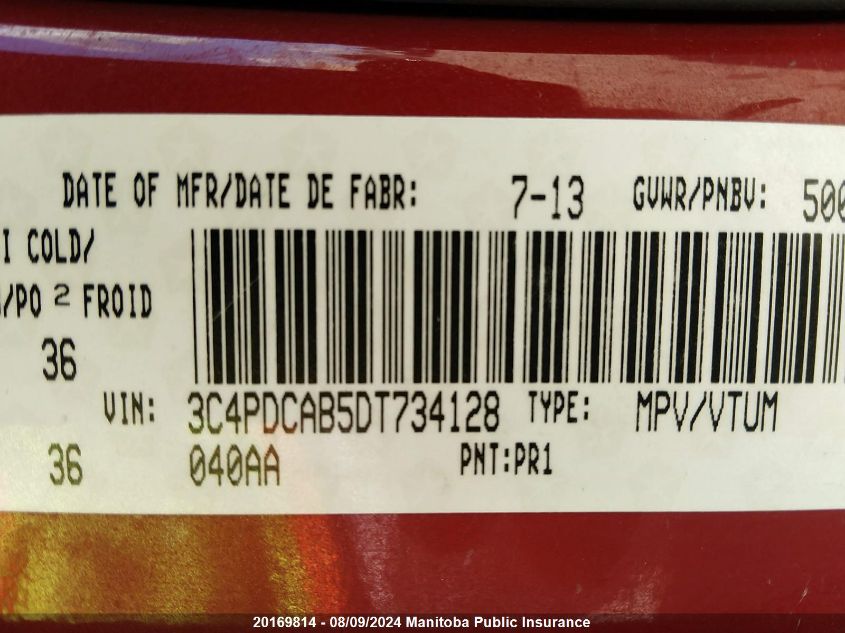 DATE OF MFR/DATE DE FABR: 7-13 GVWR/PNBV: 500
I COLD/
/PO 2 FROID
36
VIN: 3C4PDCAB5DT734128 TYPE: MPV/VTUM
36 040AA PNT:PR1
20169814 - 08/09/2024 Manitoba Public Insurance